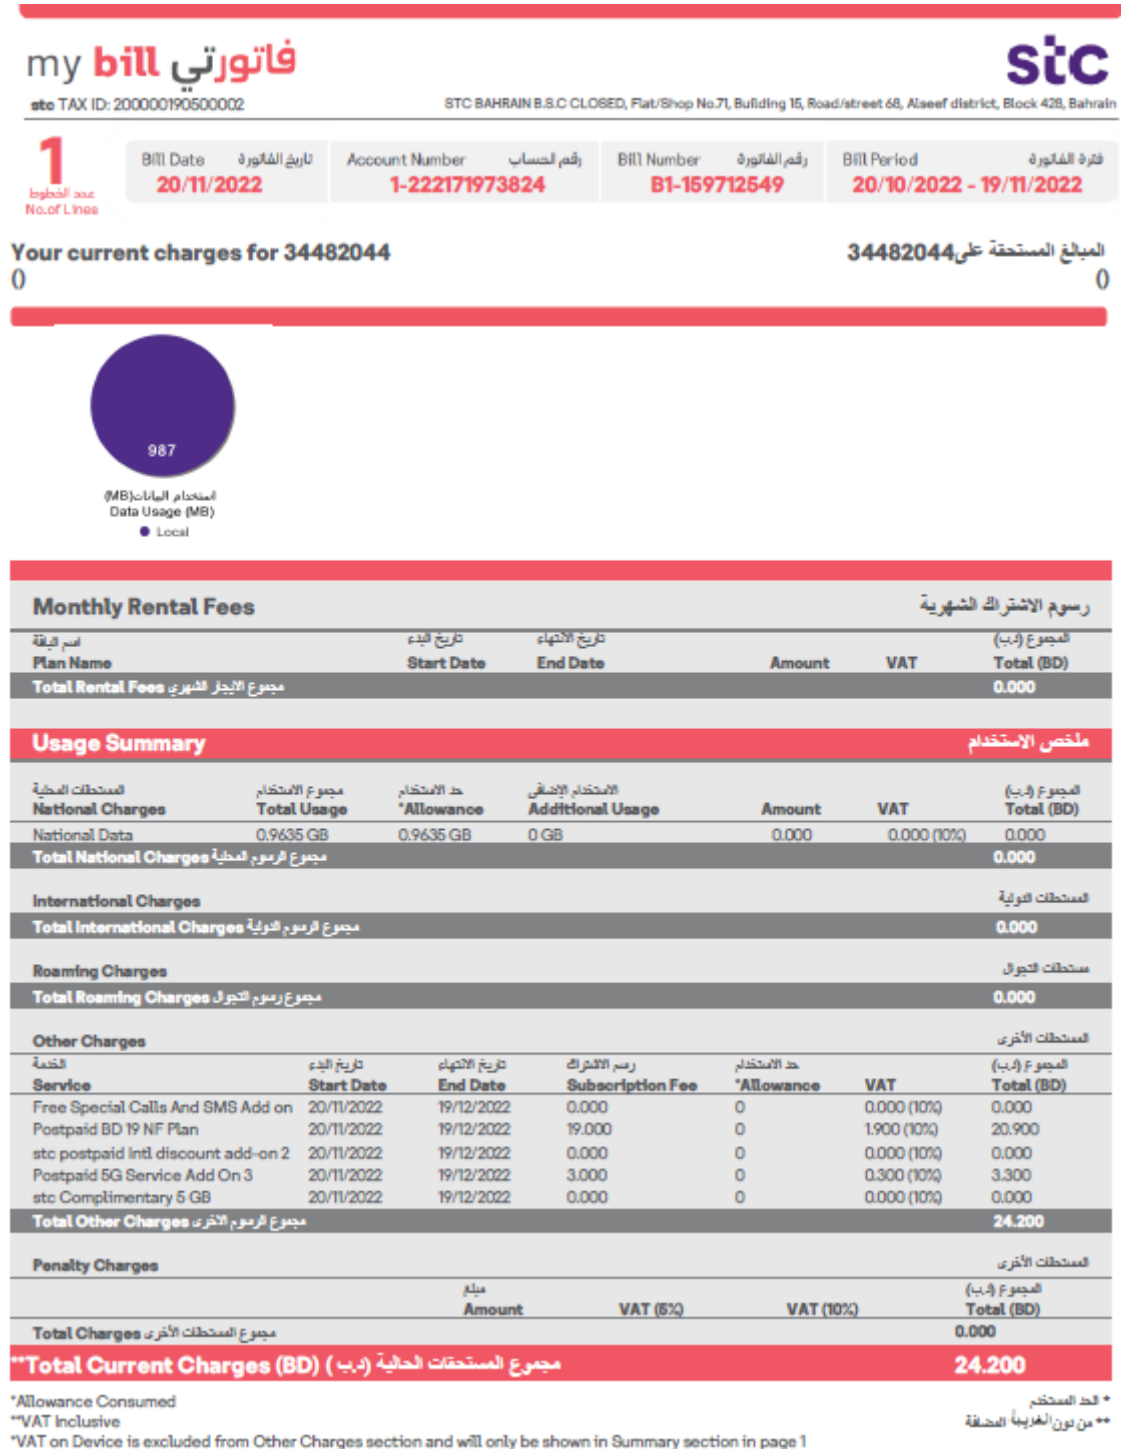 my bill فاتورتي
stc
stc TAX ID: 200000190500002
STC BAHRAIN B.S.C CLOSED, Flat/Shop No.71, Building 15, Road/street 68, Alseef district, Block 428, Bahrain
1
عدد الخطوط
No.of Lines
Bill Date تاريخ الفاتورة
20/11/2022
Account Number رقم الحساب
1-222171973824
Bill Number رقم الفاتورة
B1-159712549
Bill Period فترة الفاتورة
20/10/2022 - 19/11/2022
Your current charges for 34482044 المبالغ المستحقة على34482044
() ()
987
استخدام البيانات(MB)
Data Usage (MB)
Local
Monthly Rental Fees رسوم الاشتراك الشهرية
اسم الباقة تاريخ البدء تاريخ الانتهاء المجموع (د.ب)
Plan Name Start Date End Date Amount VAT Total (BD)
Total Rental Fees مجموع الايجار الشهري 0.000
Usage Summary ملخص الاستخدام
المستحقات المحلية مجموع الاستخدام حد الاستخدام الاستخدام الإضافي المجموع (د.ب)
National Charges Total Usage *Allowance Additional Usage Amount VAT Total (BD)
National Data 0.9635 GB 0.9635 GB 0 GB 0.000 0.000 (10%) 0.000
Total National Charges مجموع الرسوم المحلية 0.000
International Charges المستحقات الدولية
Total International Charges مجموع الرسوم الدولية 0.000
Roaming Charges مستحقات التجوال
Total Roaming Charges مجموع رسوم التجوال 0.000
Other Charges المستحقات الأخرى
الخدمة تاريخ البدء تاريخ الانتهاء رسم الاشتراك حد الاستخدام المجموع (د.ب)
Service Start Date End Date Subscription Fee *Allowance VAT Total (BD)
Free Special Calls And SMS Add on 20/11/2022 19/12/2022 0.000 0 0.000 (10%) 0.000
Postpaid BD 19 NF Plan 20/11/2022 19/12/2022 19.000 0 1.900 (10%) 20.900
stc postpaid Intl discount add-on 2 20/11/2022 19/12/2022 0.000 0 0.000 (10%) 0.000
Postpaid 5G Service Add On 3 20/11/2022 19/12/2022 3.000 0 0.300 (10%) 3.300
stc Complimentary 5 GB 20/11/2022 19/12/2022 0.000 0 0.000 (10%) 0.000
Total Other Charges مجموع الرسوم الاخرى 24.200
Penalty Charges المستحقات الأخرى
مبلغ المجموع (د.ب)
Amount VAT (5%) VAT (10%) Total (BD)
Total Charges مجموع المستحقات الأخرى 0.000
**Total Current Charges (BD) مجموع المستحقات الحالية (د.ب) 24.200
*Allowance Consumed * الحد المستخدم
**VAT Inclusive ** من دون الضريبة المضافة
*VAT on Device is excluded from Other Charges section and will only be shown in Summary section in page 1